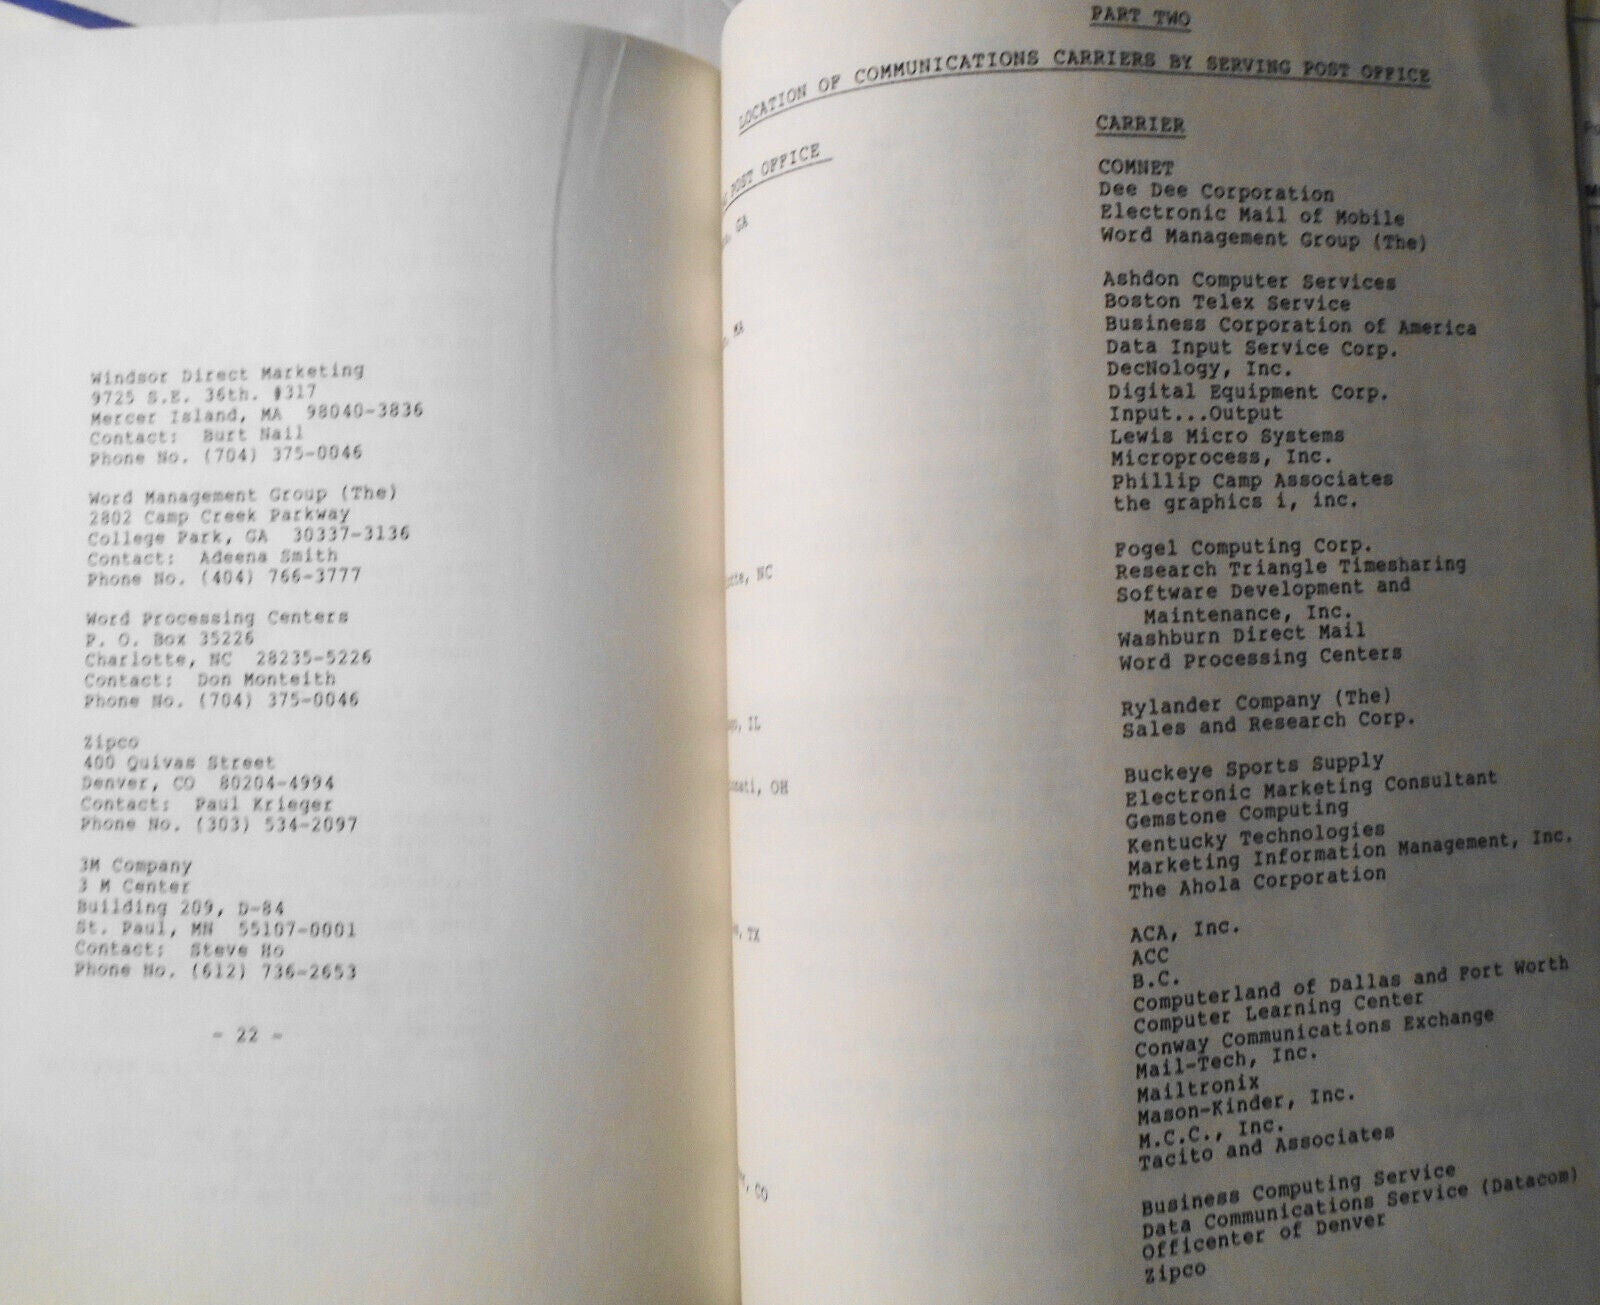 Windsor Direct Marketing
9725 S.E. 36th. #317
Mercer Island, MA 98040-3836
Contact: Burt Nail
Phone No. (704) 375-0046
Word Management Group (The)
2802 Camp Creek Parkway
College Park, GA 30337-3136
Contact: Adeena Smith
Phone No. (404) 766-3777
Word Processing Centers
P. O. Box 35226
Charlotte, NC 28235-5226
Contact: Don Monteith
Phone No. (704) 375-0046
Zipco
400 Quivas Street
Denver, CO 80204-4994
Contact: Paul Krieger
Phone No. (303) 534-2097
3M Company
3 M Center
Building 209, D-84
St. Paul, MN 55107-0001
Contact: Steve Ho
Phone No. (612) 736-2653
- 22 -
PART TWO
LOCATION OF COMMUNICATIONS CARRIERS BY SERVING POST OFFICE
POST OFFICE
CARRIER
GA
COMNET
Dee Dee Corporation
Electronic Mail of Mobile
Word Management Group (The)
MA
Ashdon Computer Services
Boston Telex Service
Business Corporation of America
Data Input Service Corp.
DecNology, Inc.
Digital Equipment Corp.
Input...Output
Lewis Micro Systems
Microprocess, Inc.
Phillip Camp Associates
the graphics i, inc.
NC
Fogel Computing Corp.
Research Triangle Timesharing
Software Development and
Maintenance, Inc.
Washburn Direct Mail
Word Processing Centers
IL
Rylander Company (The)
Sales and Research Corp.
OH
Buckeye Sports Supply
Electronic Marketing Consultant
Gemstone Computing
Kentucky Technologies
Marketing Information Management, Inc.
The Ahola Corporation
TX
ACA, Inc.
ACC
B.C.
Computerland of Dallas and Fort Worth
Computer Learning Center
Conway Communications Exchange
Mail-Tech, Inc.
Mailtronix
Mason-Kinder, Inc.
M.C.C., Inc.
Tacito and Associates
CO
Business Computing Service
Data Communications Service (Datacom)
Officenter of Denver
Zipco